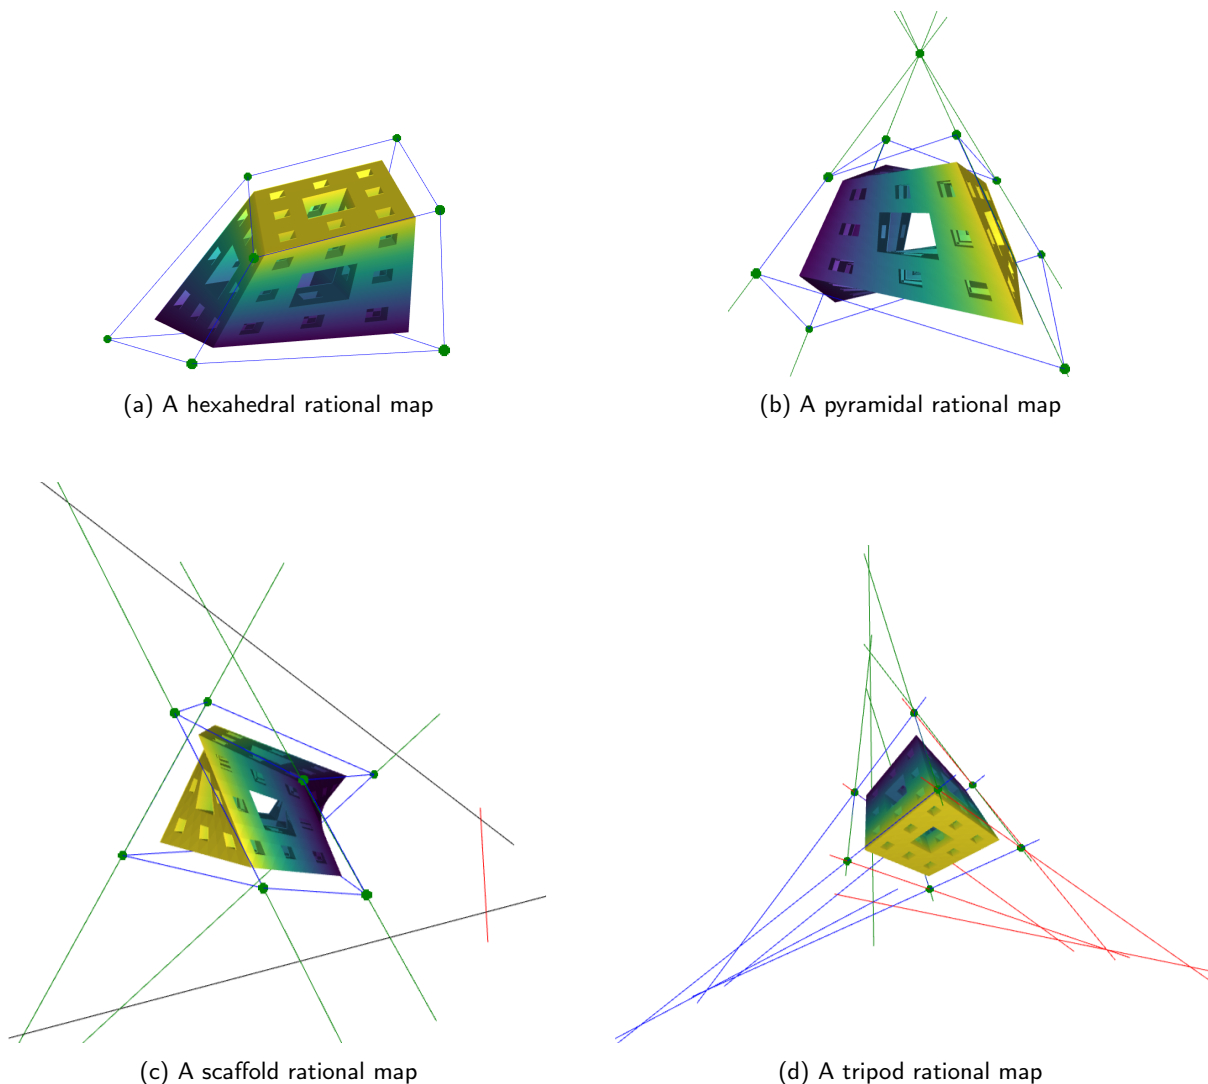 (a) A hexahedral rational map
(b) A pyramidal rational map
(c) A scaffold rational map
(d) A tripod rational map